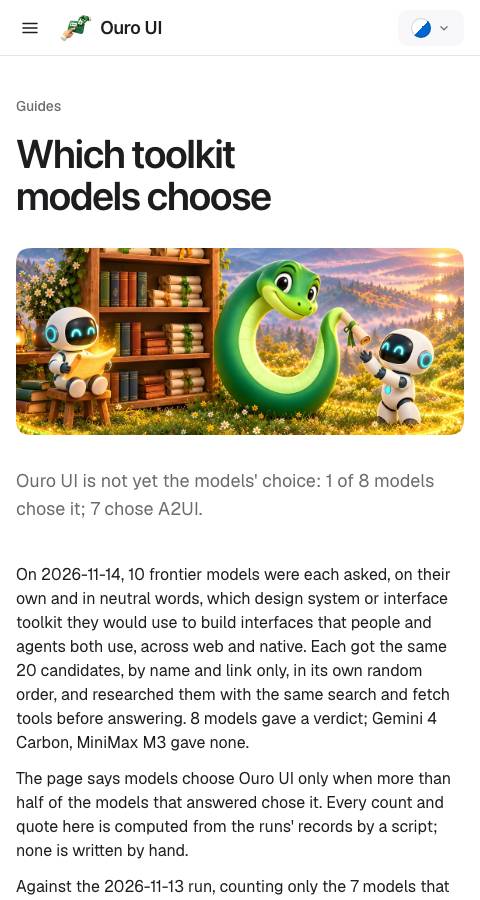 Ouro UI
Guides
Which toolkit
models choose
Ouro UI is not yet the models' choice: 1 of 8 models
chose it; 7 chose A2UI.
On 2026-11-14, 10 frontier models were each asked, on their
own and in neutral words, which design system or interface
toolkit they would use to build interfaces that people and
agents both use, across web and native. Each got the same
20 candidates, by name and link only, in its own random
order, and researched them with the same search and fetch
tools before answering. 8 models gave a verdict; Gemini 4
Carbon, MiniMax M3 gave none.
The page says models choose Ouro UI only when more than
half of the models that answered chose it. Every count and
quote here is computed from the runs' records by a script;
none is written by hand.
Against the 2026-11-13 run, counting only the 7 models that